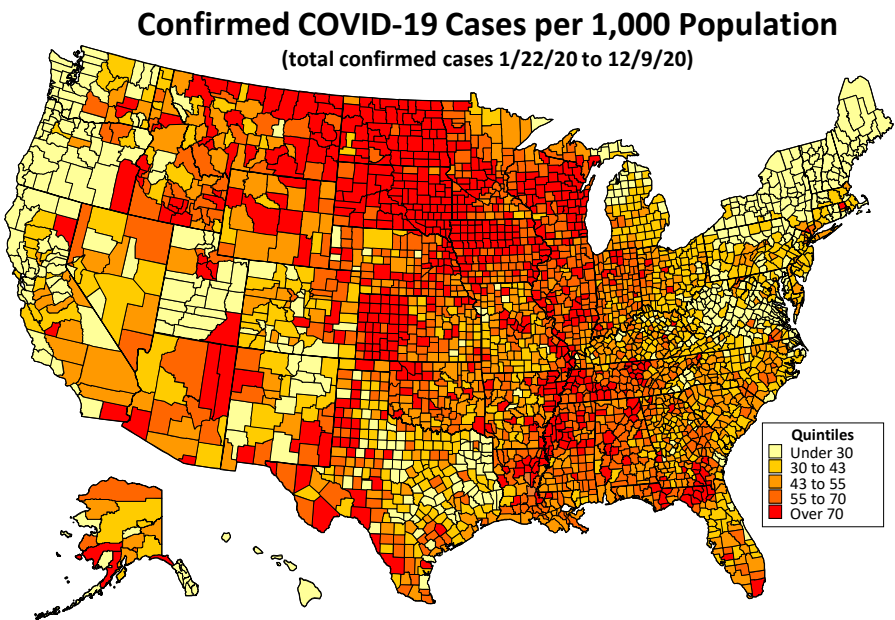 Confirmed COVID-19 Cases per 1,000 Population
(total confirmed cases 1/22/20 to 12/9/20)
Quintiles
Under 30
30 to 43
43 to 55
55 to 70
Over 70